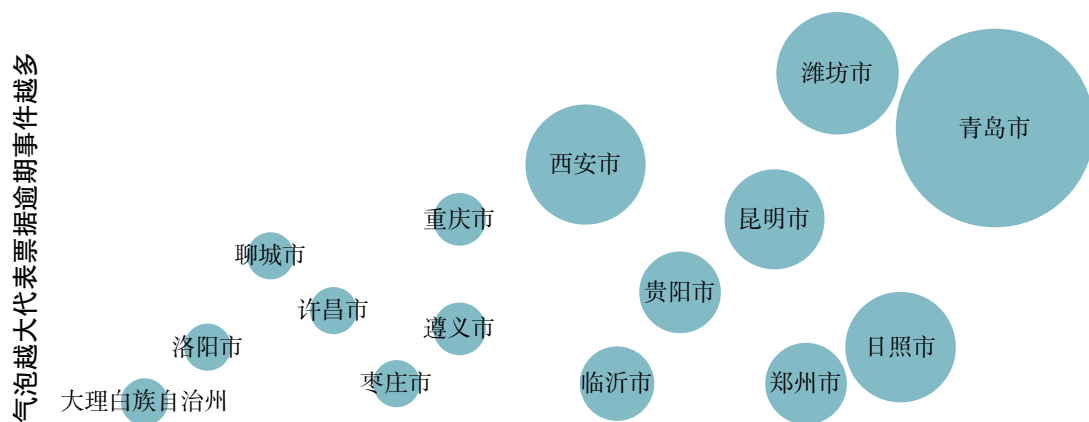 气泡越大代表票据逾期事件越多
潍坊市
青岛市
西安市
重庆市
昆明市
聊城市
贵阳市
许昌市
遵义市
洛阳市
日照市
枣庄市
临沂市
郑州市
大理白族自治州